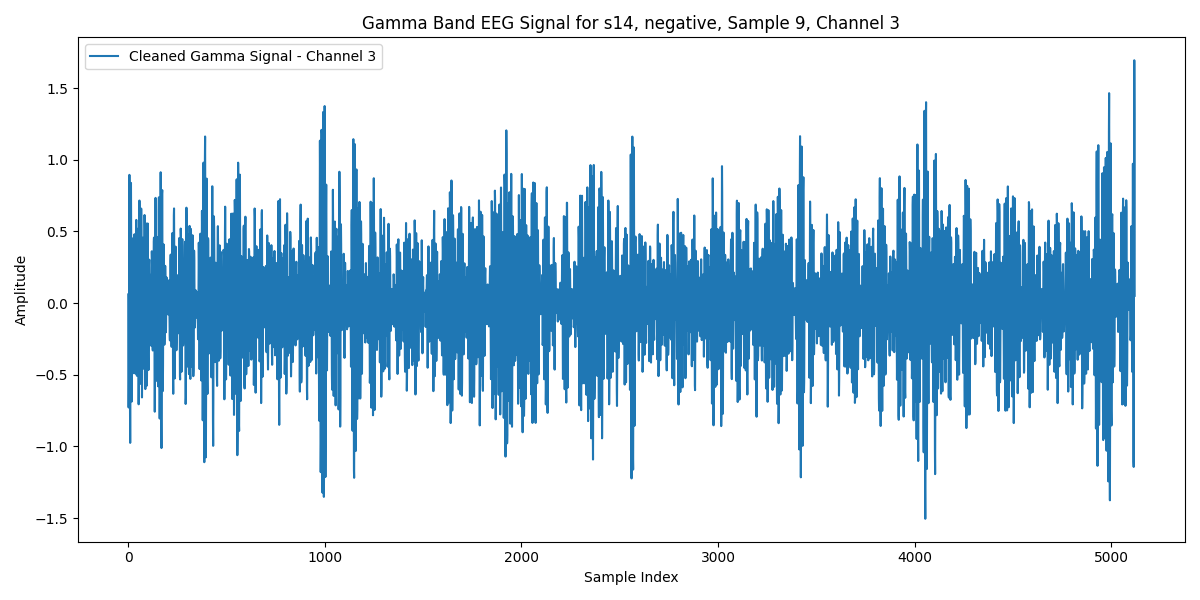 Gamma Band EEG Signal for s14, negative, Sample 9, Channel 3
Cleaned Gamma Signal - Channel 3
Amplitude
1.5
1.0
0.5
0.0
−0.5
−1.0
−1.5
0 1000 2000 3000 4000 5000
Sample Index